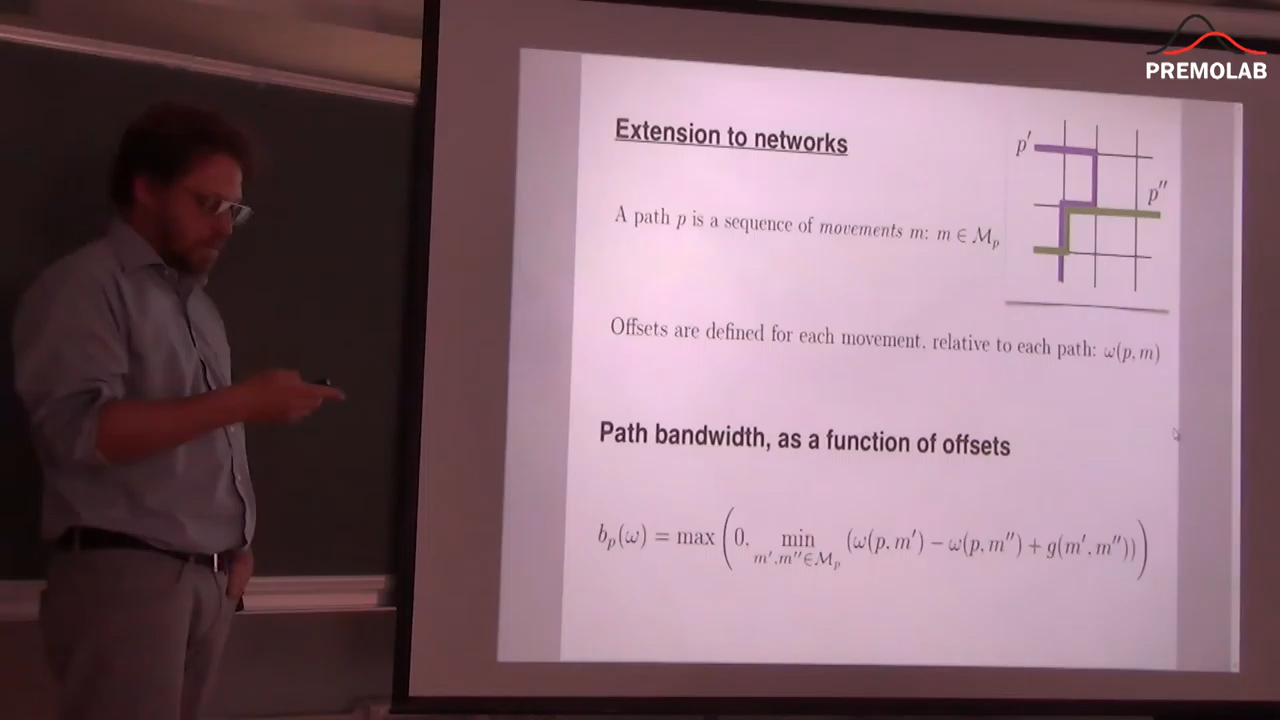 PREMOLAB
Extension to networks
p′
p″
A path p is a sequence of movements m: m ∈ ℳ_p
Offsets are defined for each movement, relative to each path: ω(p, m)
Path bandwidth, as a function of offsets
b_p(ω) = max (0, min_{m′,m″∈ℳ_p} (ω(p, m′) − ω(p, m″) + g(m′, m″)))